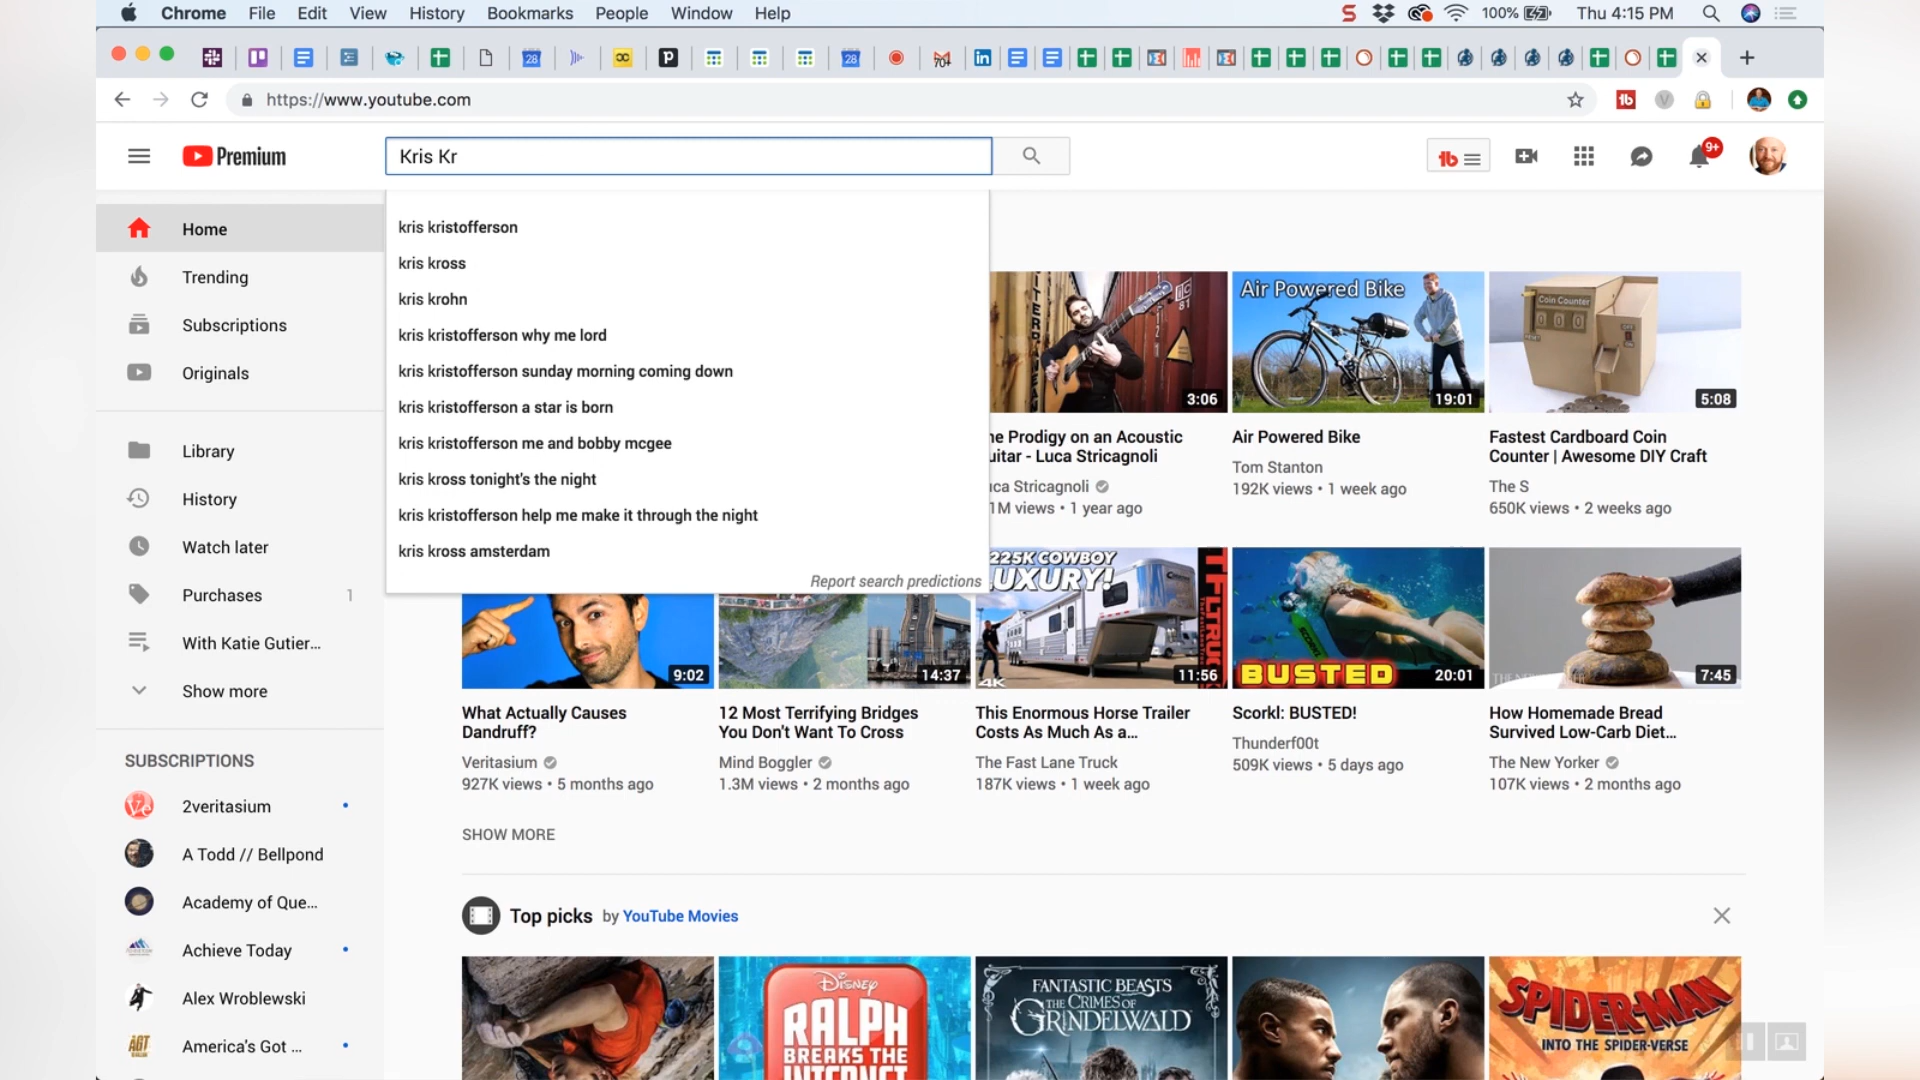 Chrome File Edit View History Bookmarks People Window Help
100% Thu 4:15 PM
https://www.youtube.com
Premium
Kris Kr
9+
kris kristofferson
kris kross
kris krohn
kris kristofferson why me lord
kris kristofferson sunday morning coming down
kris kristofferson a star is born
kris kristofferson me and bobby mcgee
kris kross tonight's the night
kris kristofferson help me make it through the night
kris kross amsterdam
Report search predictions
Home
Trending
Subscriptions
Originals
Library
History
Watch later
Purchases 1
With Katie Gutier...
Show more
SUBSCRIPTIONS
2veritasium
A Todd // Bellpond
Academy of Que...
Achieve Today
Alex Wroblewski
America's Got ...
3:06
Air Powered Bike
19:01
Coin Counter
5:08
he Prodigy on an Acoustic
uitar - Luca Stricagnoli
uca Stricagnoli
1M views • 1 year ago
Air Powered Bike
Tom Stanton
192K views • 1 week ago
Fastest Cardboard Coin
Counter | Awesome DIY Craft
The S
650K views • 2 weeks ago
9:02
14:37
225K COWBOY
LUXURY!
TFLTRUCK
4K
11:56
SCORKL
BUSTED
20:01
7:45
What Actually Causes
Dandruff?
Veritasium
927K views • 5 months ago
12 Most Terrifying Bridges
You Don't Want To Cross
Mind Boggler
1.3M views • 2 months ago
This Enormous Horse Trailer
Costs As Much As a...
The Fast Lane Truck
187K views • 1 week ago
Scorkl: BUSTED!
Thunderf00t
509K views • 5 days ago
How Homemade Bread
Survived Low-Carb Diet...
The New Yorker
107K views • 2 months ago
SHOW MORE
Top picks by YouTube Movies
Disney
RALPH
BREAKS THE
INTERNET
FANTASTIC BEASTS
THE CRIMES OF
GRINDELWALD
SPIDER-MAN
INTO THE SPIDER-VERSE